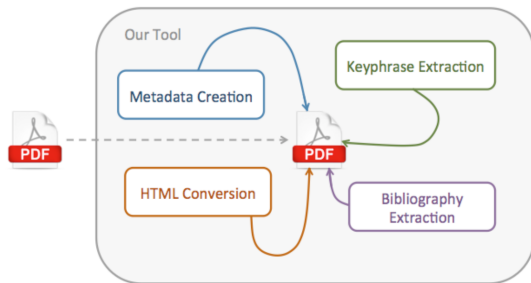 Our Tool
Keyphrase Extraction
Metadata Creation
PDF
PDF
HTML Conversion
Bibliography
Extraction